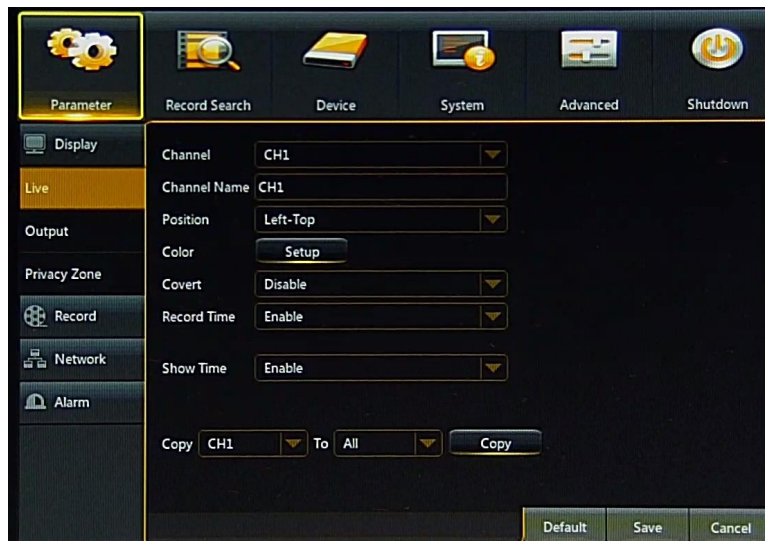 Parameter Record Search Device System Advanced Shutdown
Display
Live
Output
Privacy Zone
Record
Network
Alarm
Channel CH1
Channel Name CH1
Position Left-Top
Color Setup
Covert Disable
Record Time Enable
Show Time Enable
Copy CH1 To All Copy
Default Save Cancel